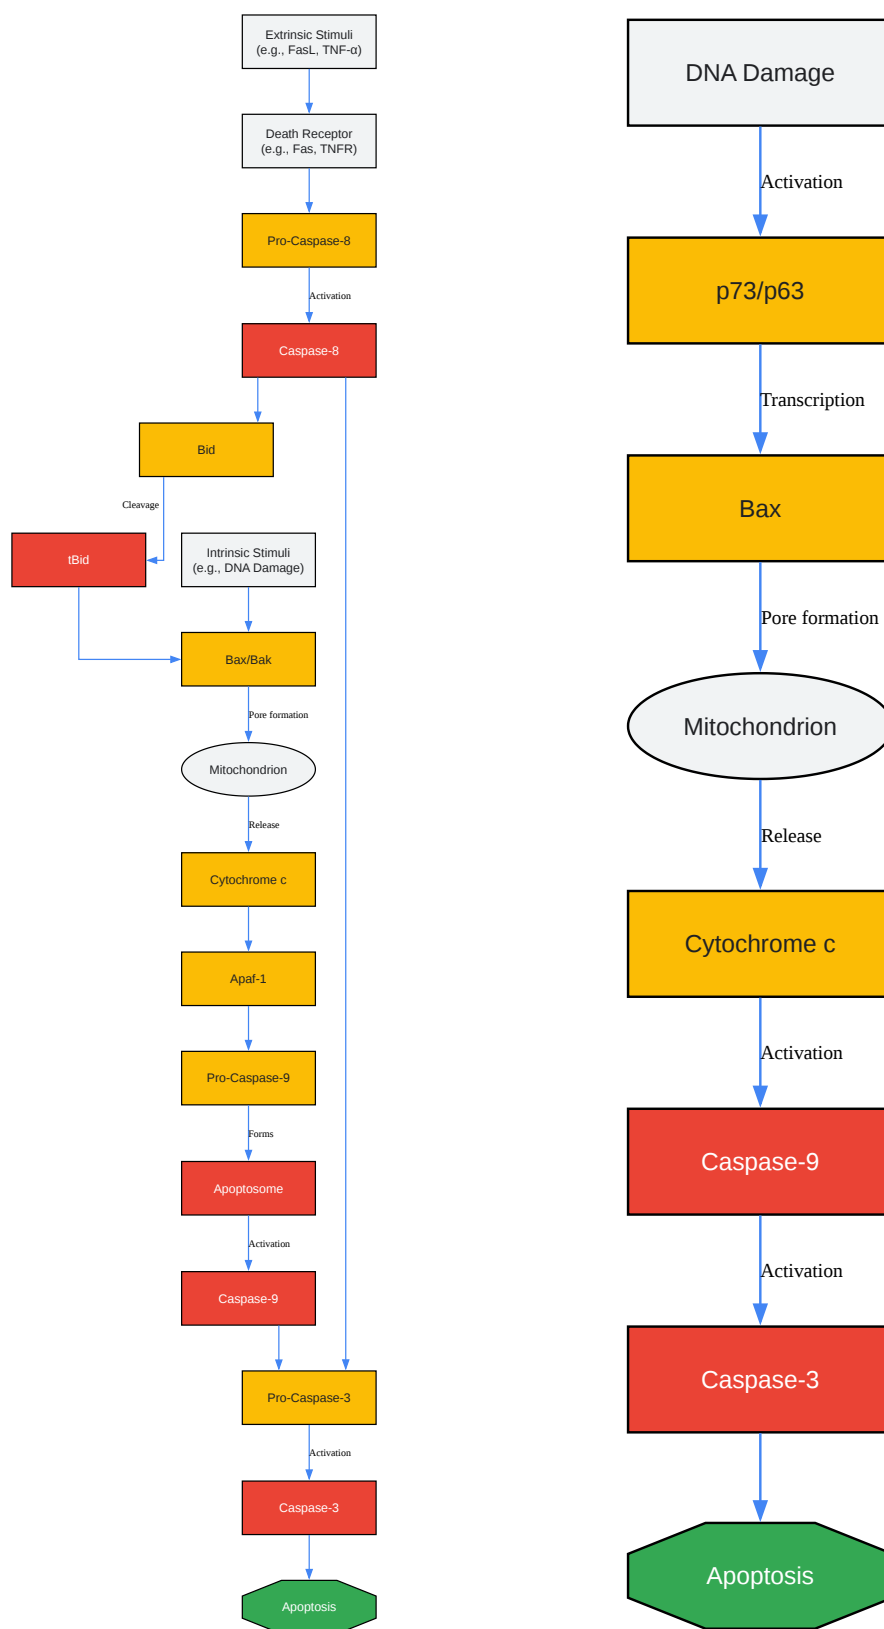 Extrinsic Stimuli
(e.g., FasL, TNF-α)
Death Receptor
(e.g., Fas, TNFR)
Pro-Caspase-8
Activation
Caspase-8
Bid
Cleavage
tBid
Intrinsic Stimuli
(e.g., DNA Damage)
Bax/Bak
Pore formation
Mitochondrion
Release
Cytochrome c
Apaf-1
Pro-Caspase-9
Forms
Apoptosome
Activation
Caspase-9
Pro-Caspase-3
Activation
Caspase-3
Apoptosis
DNA Damage
Activation
p73/p63
Transcription
Bax
Pore formation
Mitochondrion
Release
Cytochrome c
Activation
Caspase-9
Activation
Caspase-3
Apoptosis